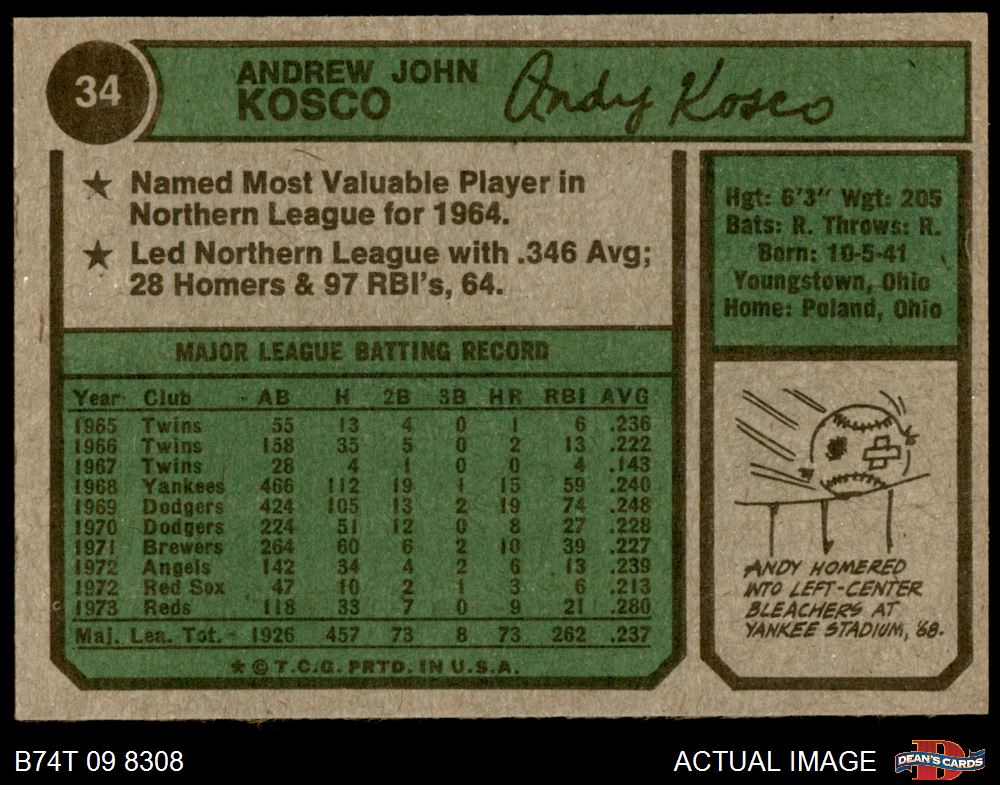 34
ANDREW JOHN
KOSCO
Andy Kosco
★ Named Most Valuable Player in
Northern League for 1964.
★ Led Northern League with .346 Avg;
28 Homers & 97 RBI's, 64.
Hgt: 6'3" Wgt: 205
Bats: R. Throws: R.
Born: 10-5-41
Youngstown, Ohio
Home: Poland, Ohio
MAJOR LEAGUE BATTING RECORD
Year Club AB H 2B 3B HR RBI AVG
1965 Twins 55 13 4 0 1 6 .236
1966 Twins 158 35 5 0 2 13 .222
1967 Twins 28 4 1 0 0 4 .143
1968 Yankees 466 112 19 1 15 59 .240
1969 Dodgers 424 105 13 2 19 74 .248
1970 Dodgers 224 51 12 0 8 27 .228
1971 Brewers 264 60 6 2 10 39 .227
1972 Angels 142 34 4 2 6 13 .239
1972 Red Sox 47 10 2 1 3 6 .213
1973 Reds 118 33 7 0 9 21 .280
Maj. Lea. Tot. 1926 457 73 8 73 262 .237
★ © T.C.G. PRTD. IN U.S.A.
ANDY HOMERED
INTO LEFT-CENTER
BLEACHERS AT
YANKEE STADIUM, '68.
B74T 09 8308
ACTUAL IMAGE
D
DEAN'S CARDS